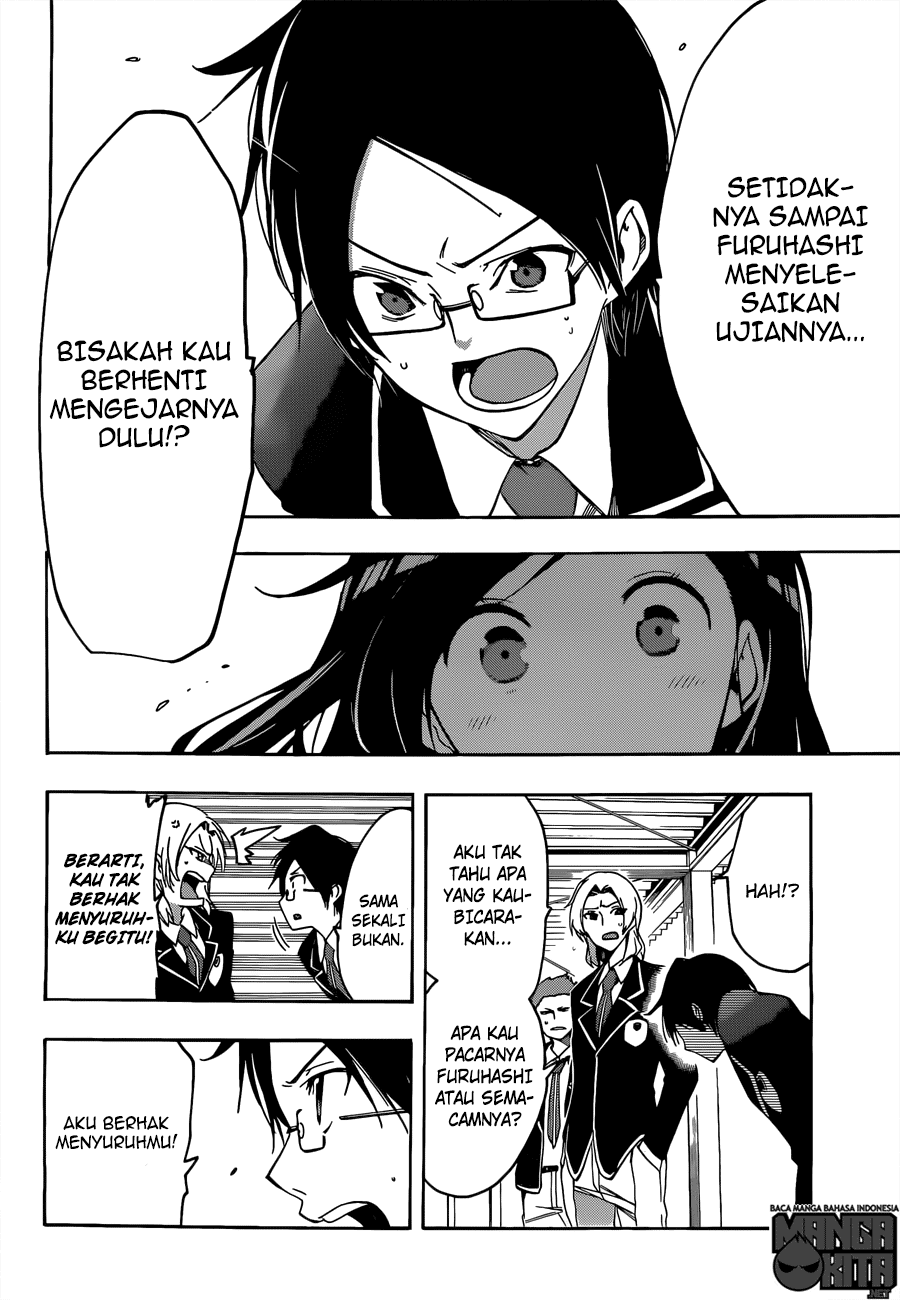 SETIDAK-
NYA SAMPAI
FURUHASHI
MENYELE-
SAIKAN
UJIANNYA...
BISAKAH KAU
BERHENTI
MENGEJARNYA
DULU!?
HAH!?
AKU TAK
TAHU APA
YANG KAU-
BICARA-
KAN...
APA KAU
PACARNYA
FURUHASHI
ATAU SEMA-
CAMNYA?
SAMA
SEKALI
BUKAN.
BERARTI,
KAU TAK
BERHAK
MENYURUH-
KU BEGITU!
AKU BERHAK
MENYURUHMU!
BACA MANGA BAHASA INDONESIA
MANGA
KITA
.NET